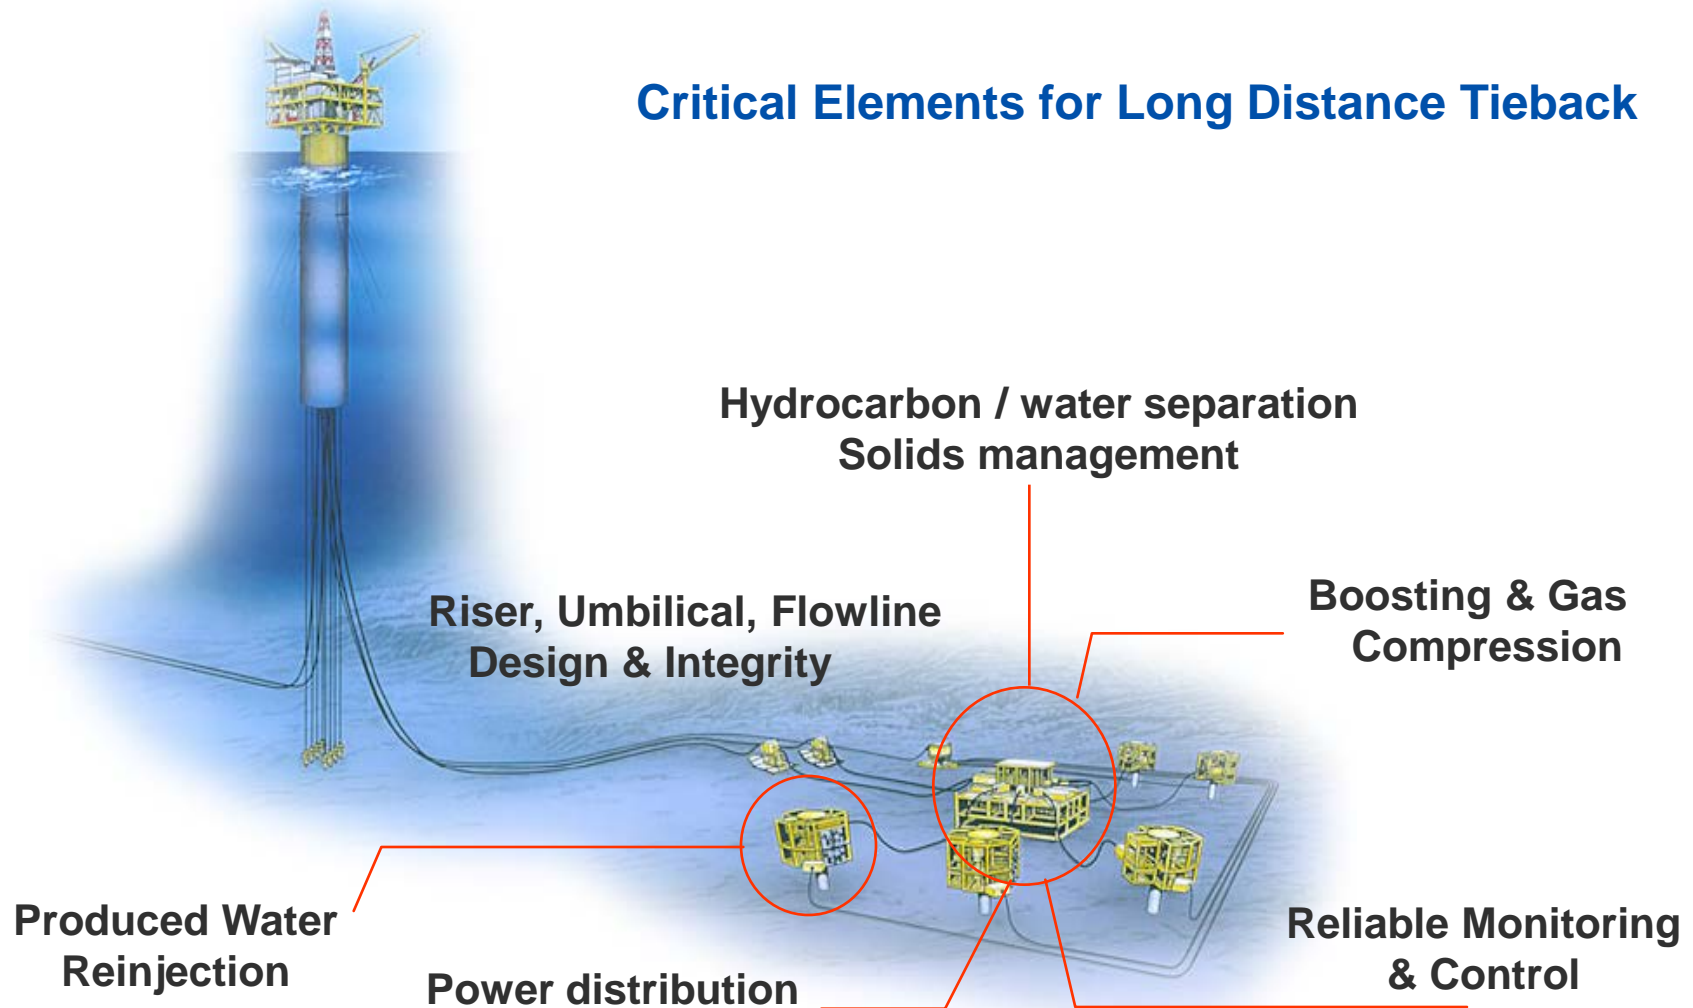 Critical Elements for Long Distance Tieback
Hydrocarbon / water separation
Solids management
Riser, Umbilical, Flowline
Design & Integrity
Boosting & Gas
Compression
Produced Water
Reinjection
Power distribution
Reliable Monitoring
& Control